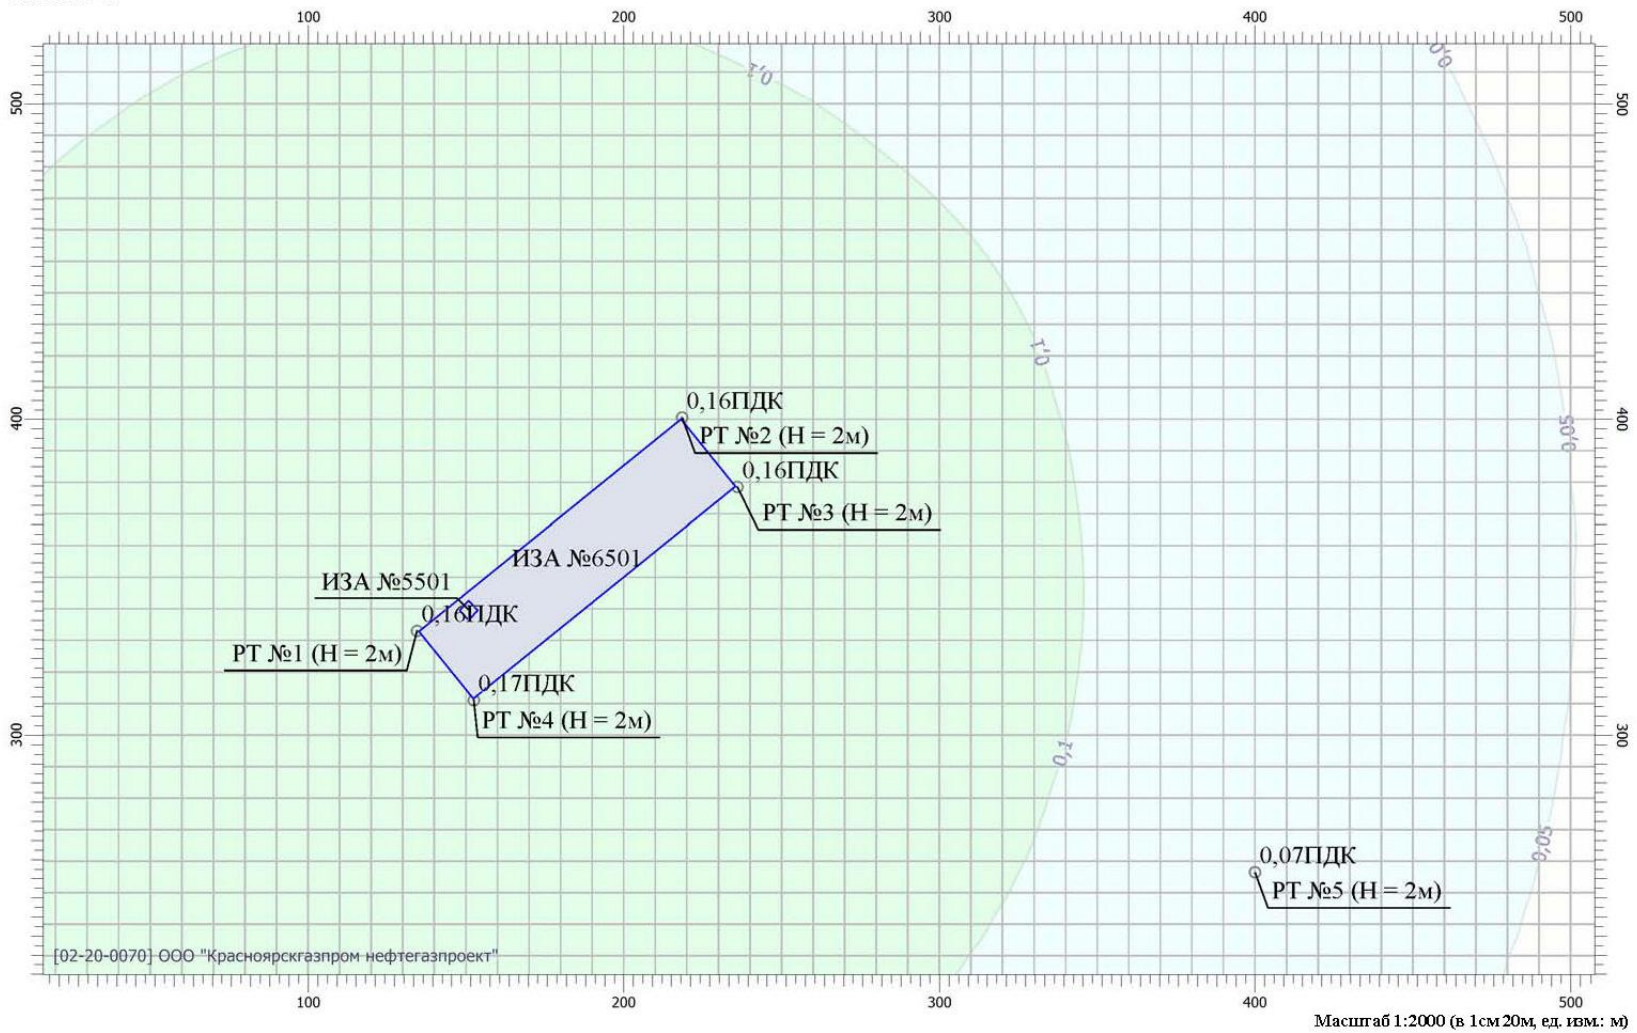 100 200 300 400 500
0,1
0,0
500 500
0,1
400 400
0,16ПДК
РТ №2 (Н = 2м)
0,05
0,16ПДК
РТ №3 (Н = 2м)
ИЗА №6501
ИЗА №5501
0,16ПДК
РТ №1 (Н = 2м)
0,17ПДК
РТ №4 (Н = 2м)
300 300
0,1
0,05
0,07ПДК
РТ №5 (Н = 2м)
[02-20-0070] ООО "Красноярскгазпром нефтегазпроект"
100 200 300 400 500
Масштаб 1:2000 (в 1см 20м, ед. изм.: м)